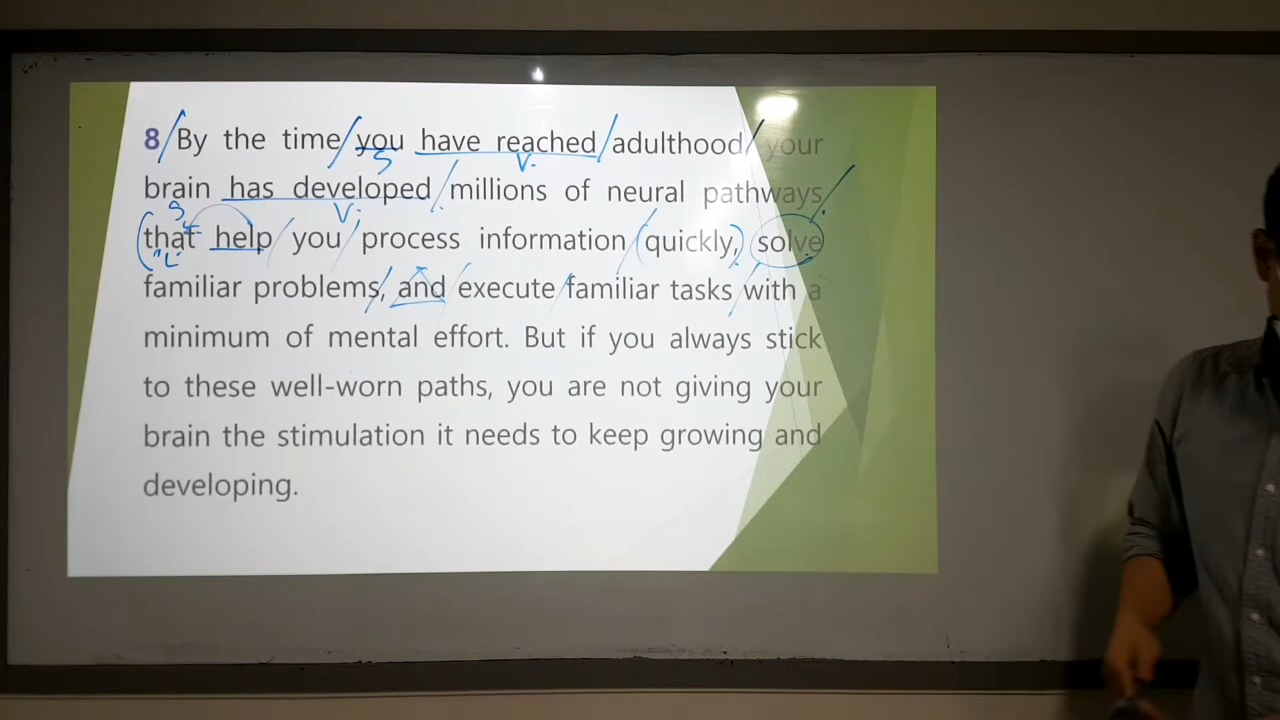 8 By the time you have reached adulthood your
brain has developed millions of neural pathways
that help you process information quickly, solve
familiar problems, and execute familiar tasks with a
minimum of mental effort. But if you always stick
to these well-worn paths, you are not giving your
brain the stimulation it needs to keep growing and
developing.